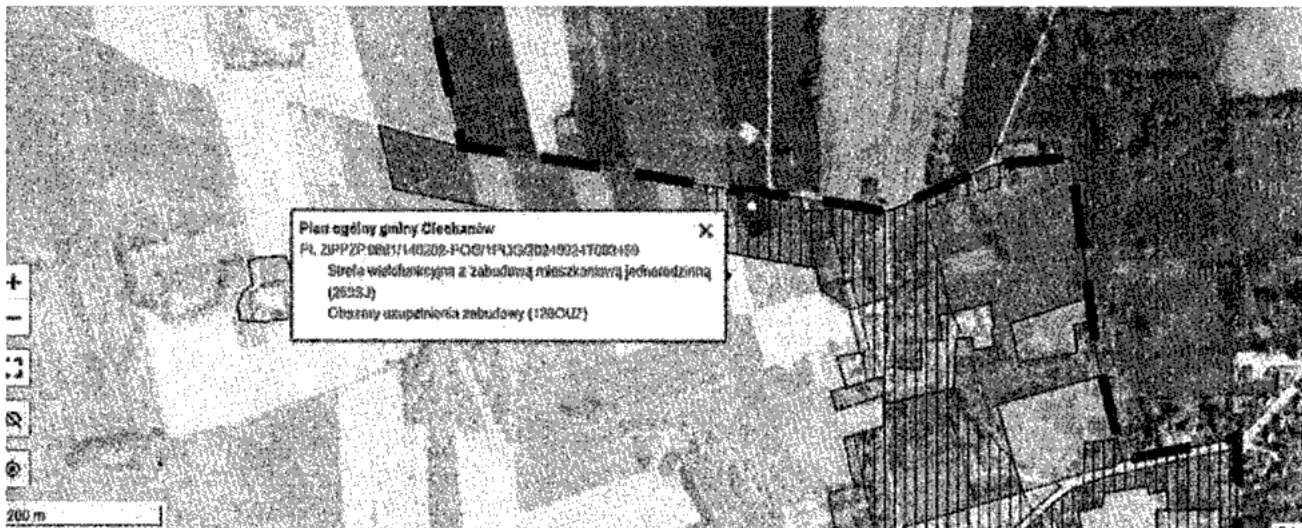 Plan ogólny gminy Ciechanów
Strefa wielofunkcyjna z zabudową mieszkaniową jednorodzinną
Obszary uzupełnienia zabudowy
200 m